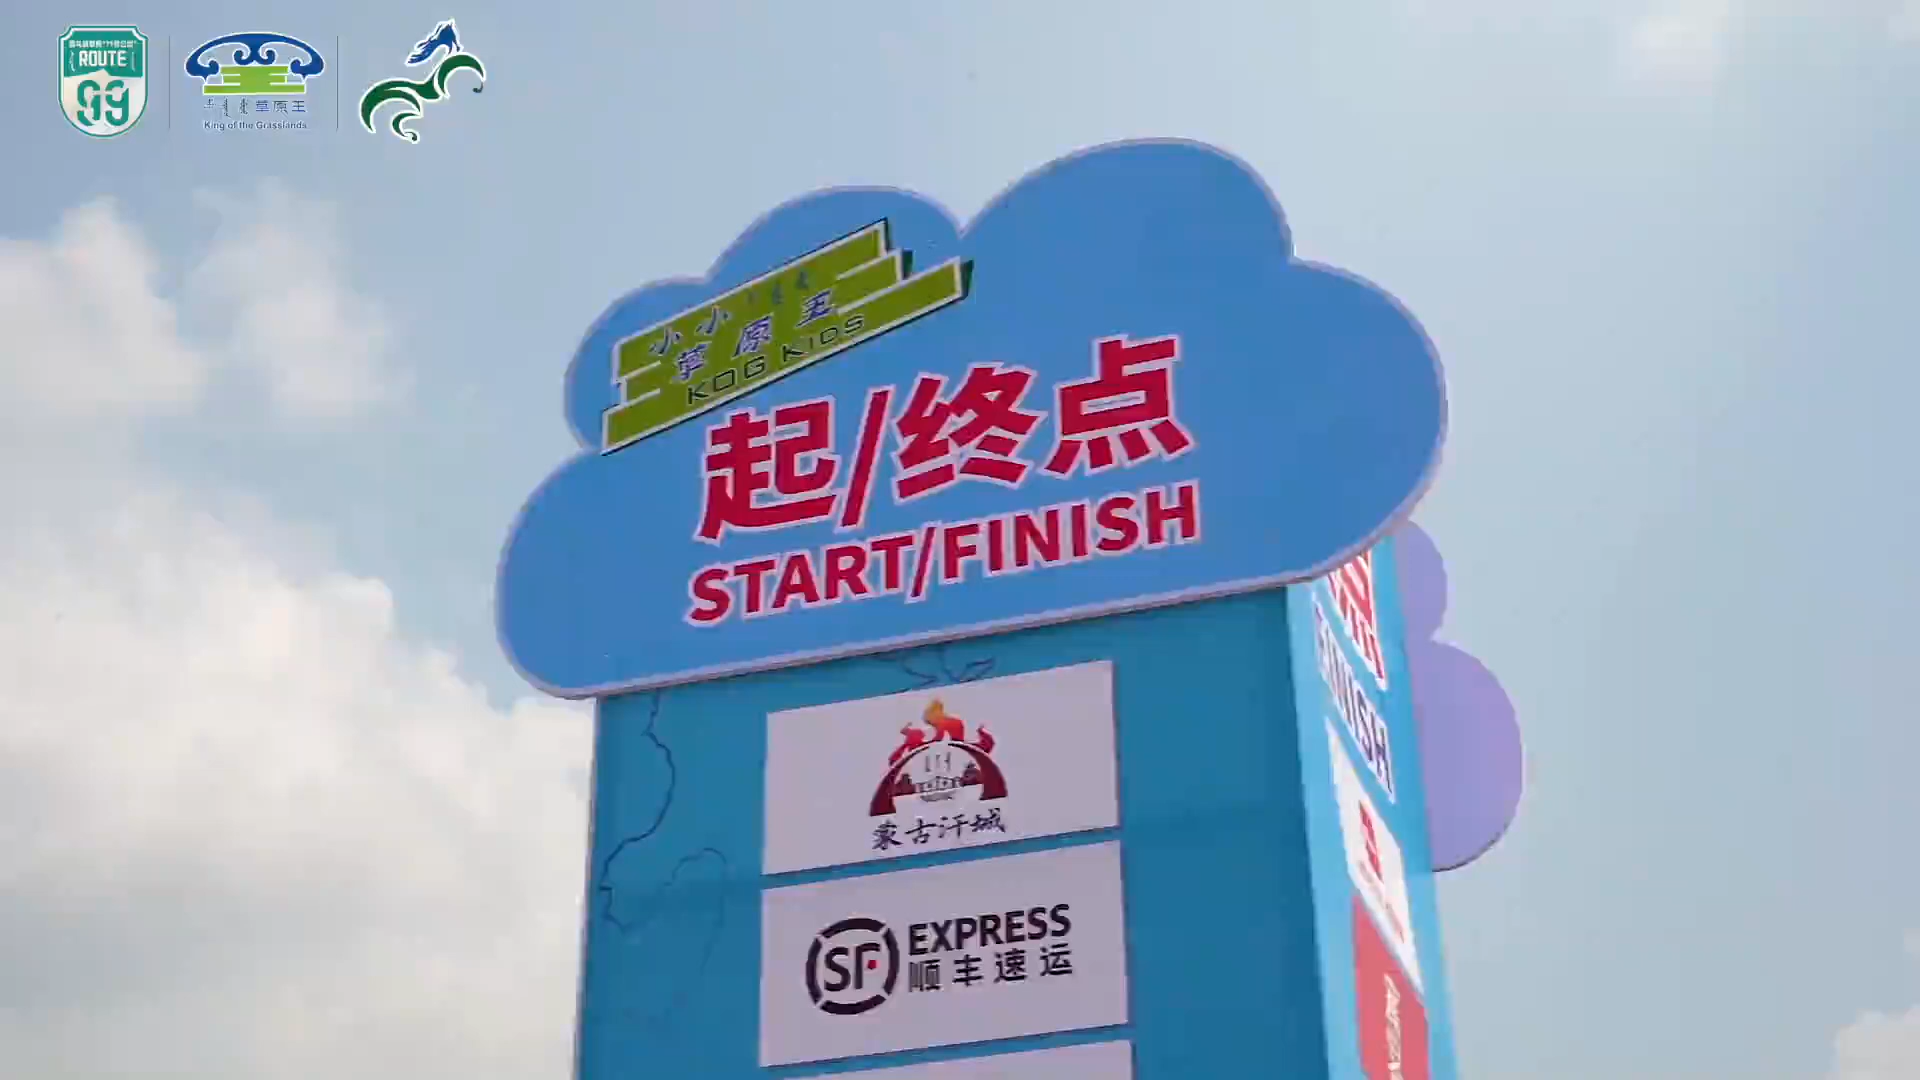 ROUTE
99
草原王
King of the Grasslands
小小
草原王
KOG KIDS
起/终点
START/FINISH
蒙古汗城
SF EXPRESS
顺丰速运